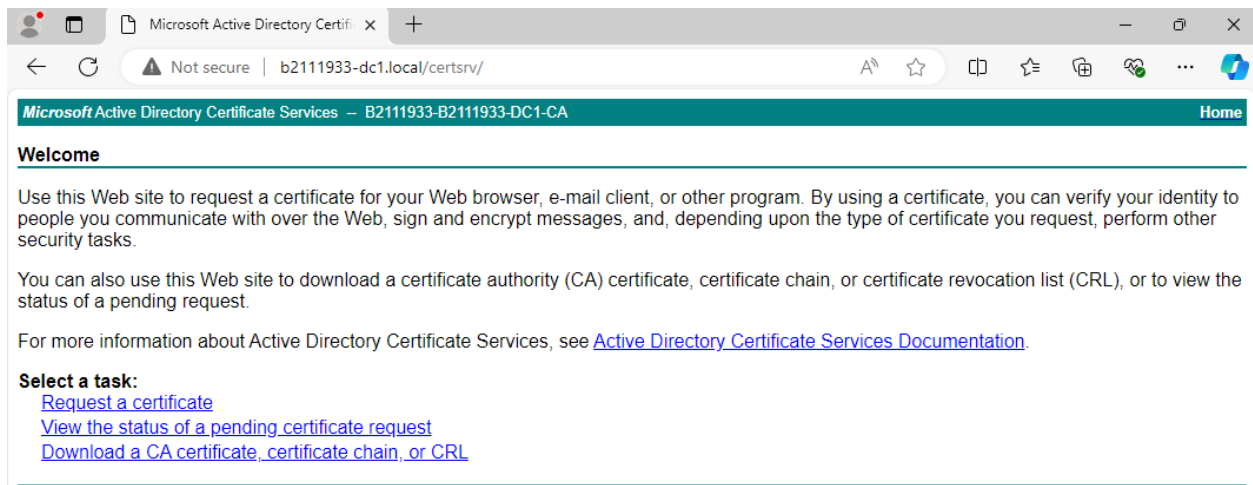 Microsoft Active Directory Certifi
Not secure b2111933-dc1.local/certsrv/
Microsoft Active Directory Certificate Services -- B2111933-B2111933-DC1-CA Home
Welcome
Use this Web site to request a certificate for your Web browser, e-mail client, or other program. By using a certificate, you can verify your identity to
people you communicate with over the Web, sign and encrypt messages, and, depending upon the type of certificate you request, perform other
security tasks.
You can also use this Web site to download a certificate authority (CA) certificate, certificate chain, or certificate revocation list (CRL), or to view the
status of a pending request.
For more information about Active Directory Certificate Services, see Active Directory Certificate Services Documentation.
Select a task:
Request a certificate
View the status of a pending certificate request
Download a CA certificate, certificate chain, or CRL